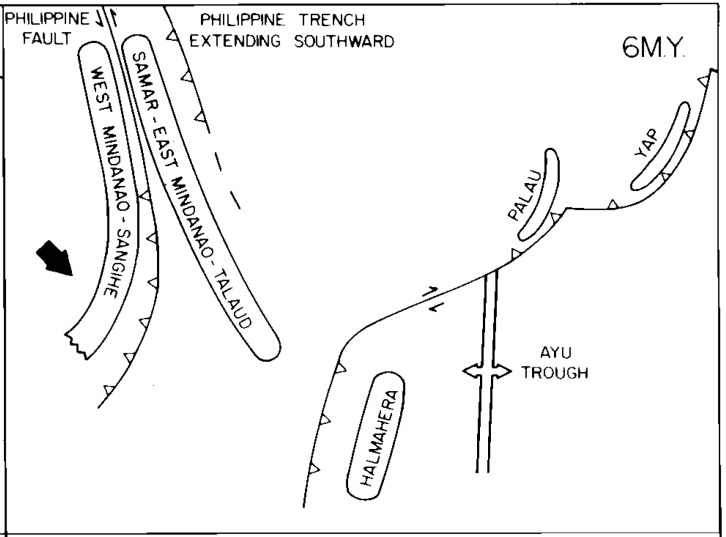 PHILIPPINE
FAULT
PHILIPPINE TRENCH
EXTENDING SOUTHWARD
6M.Y.
WEST MINDANAO-SANGIHE
SAMAR-EAST MINDANAO-TALAUD
PALAU
YAP
AYU
TROUGH
HALMAHERA